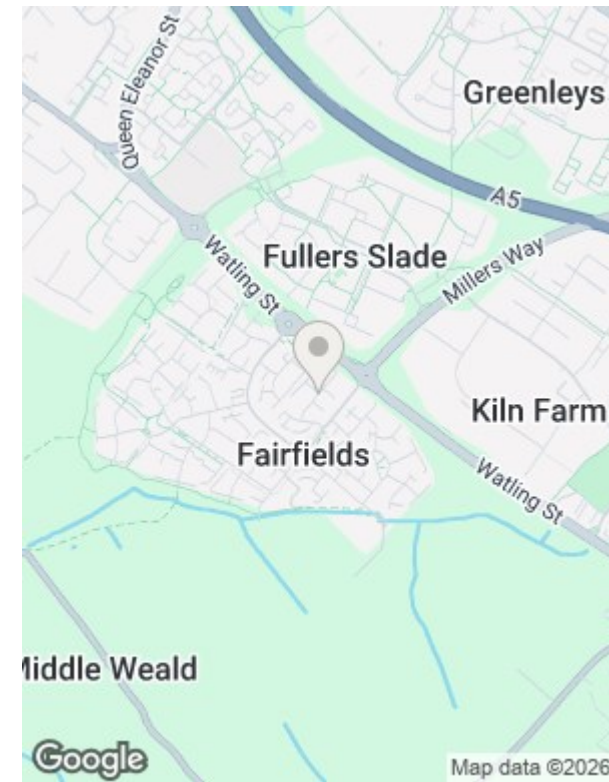 Queen Eleanor St
Greenleys
A5
Watling St
Fullers Slade
Millers Way
Kiln Farm
Fairfields
Watling St
Middle Weald
Google
Map data ©2026